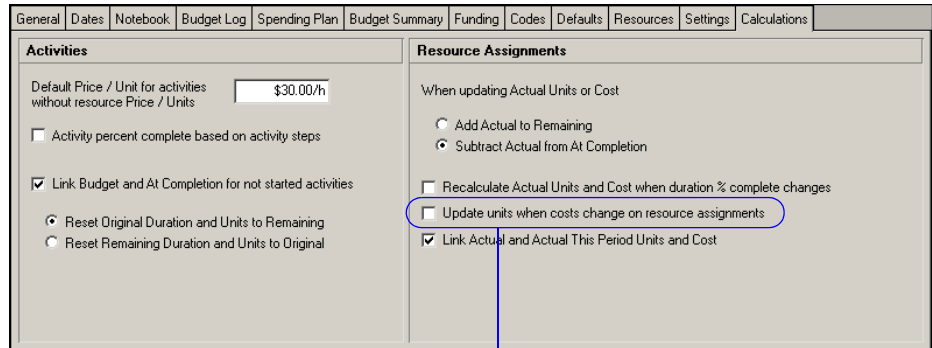 General Dates Notebook Budget Log Spending Plan Budget Summary Funding Codes Defaults Resources Settings Calculations
Activities
Default Price / Unit for activities
without resource Price / Units
$30.00/h
Activity percent complete based on activity steps
Link Budget and At Completion for not started activities
Reset Original Duration and Units to Remaining
Reset Remaining Duration and Units to Original
Resource Assignments
When updating Actual Units or Cost
Add Actual to Remaining
Subtract Actual from At Completion
Recalculate Actual Units and Cost when duration % complete changes
Update units when costs change on resource assignments
Link Actual and Actual This Period Units and Cost